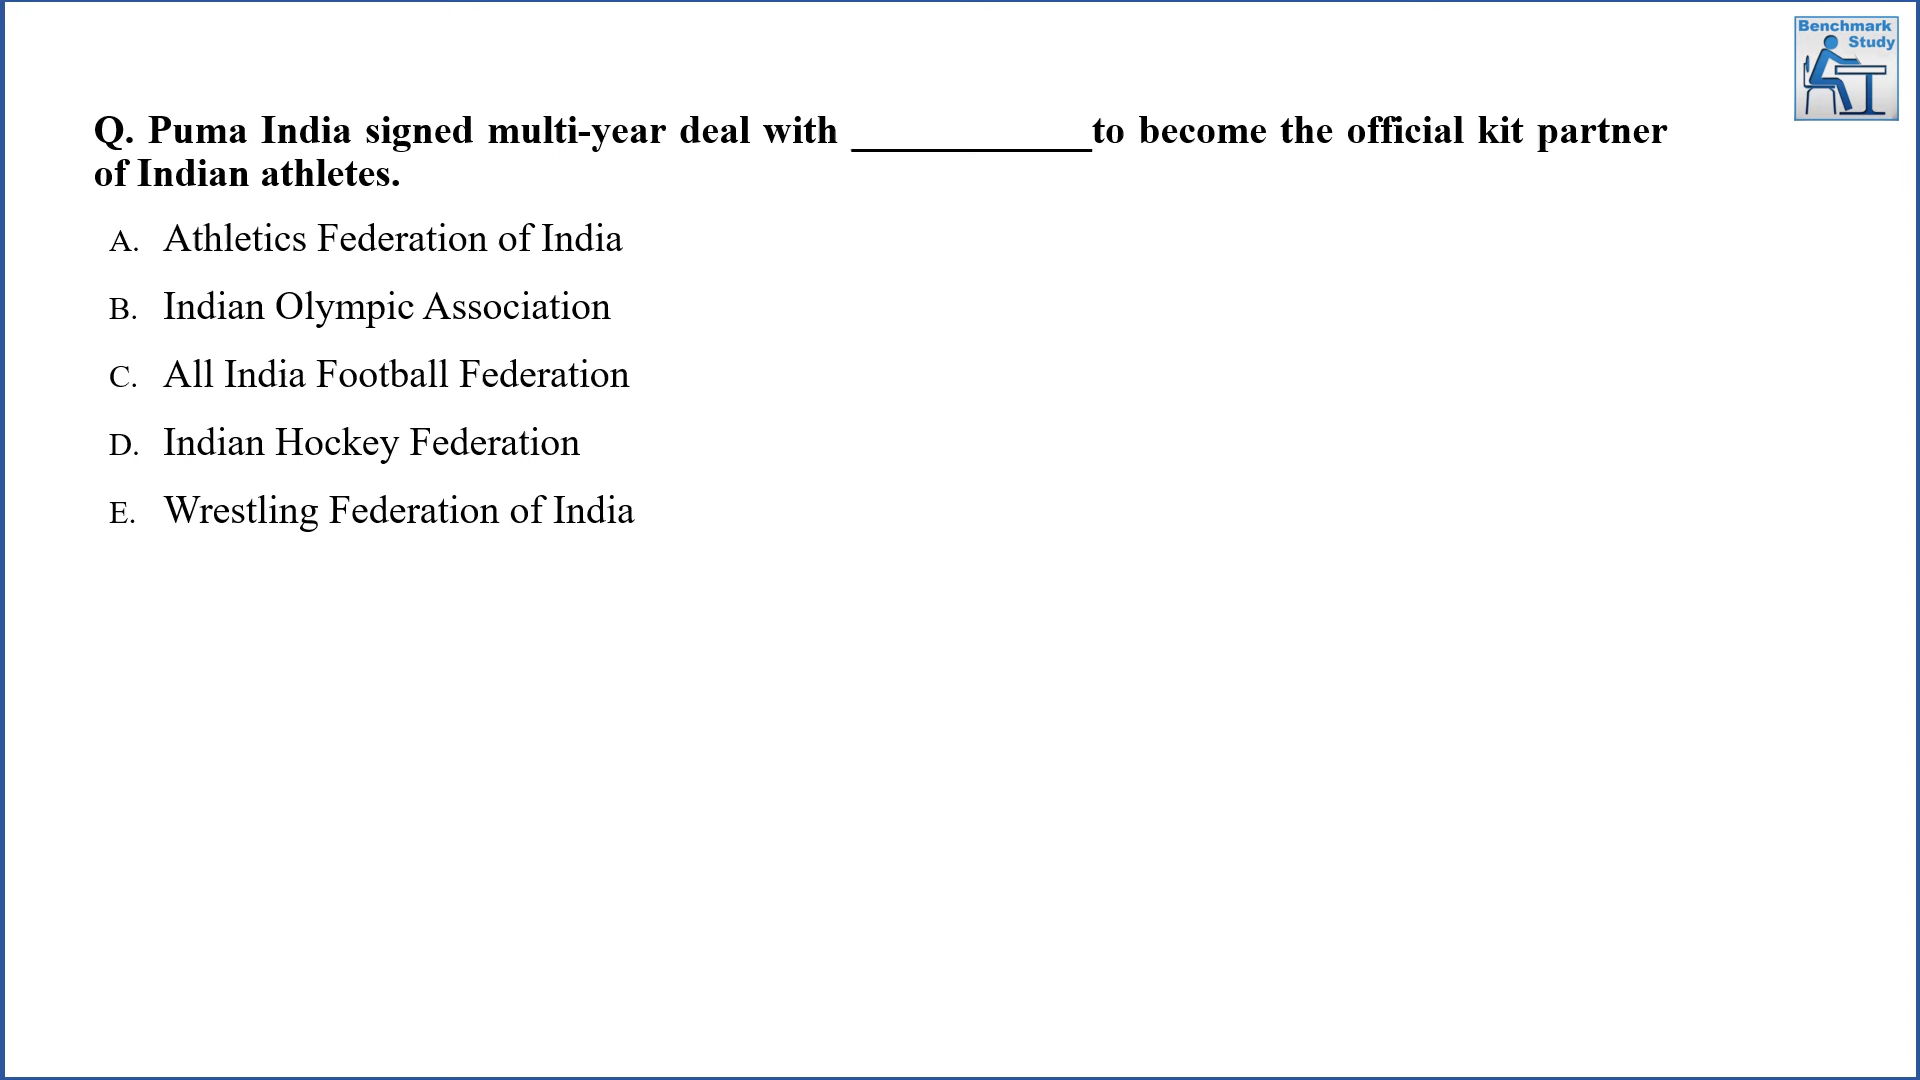 Benchmark
Study
Q. Puma India signed multi-year deal with ____________to become the official kit partner
of Indian athletes.
A. Athletics Federation of India
B. Indian Olympic Association
C. All India Football Federation
D. Indian Hockey Federation
E. Wrestling Federation of India